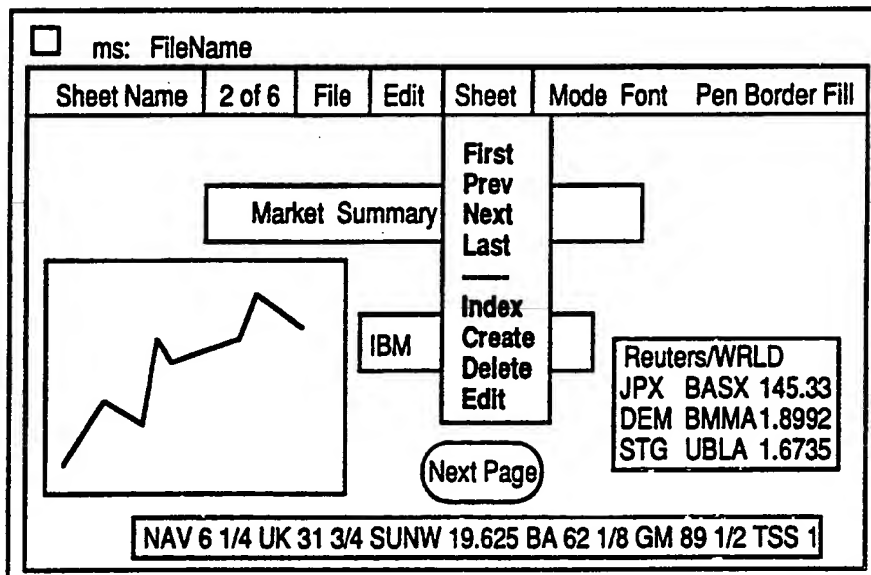 ms: FileName
Sheet Name 2 of 6 File Edit Sheet Mode Font Pen Border Fill
First
Prev
Next
Last
Index
Create
Delete
Edit
Market Summary
IBM
Reuters/WRLD
JPX BASX 145.33
DEM BMMA 1.8992
STG UBLA 1.6735
Next Page
NAV 6 1/4 UK 31 3/4 SUNW 19.625 BA 62 1/8 GM 89 1/2 TSS 1